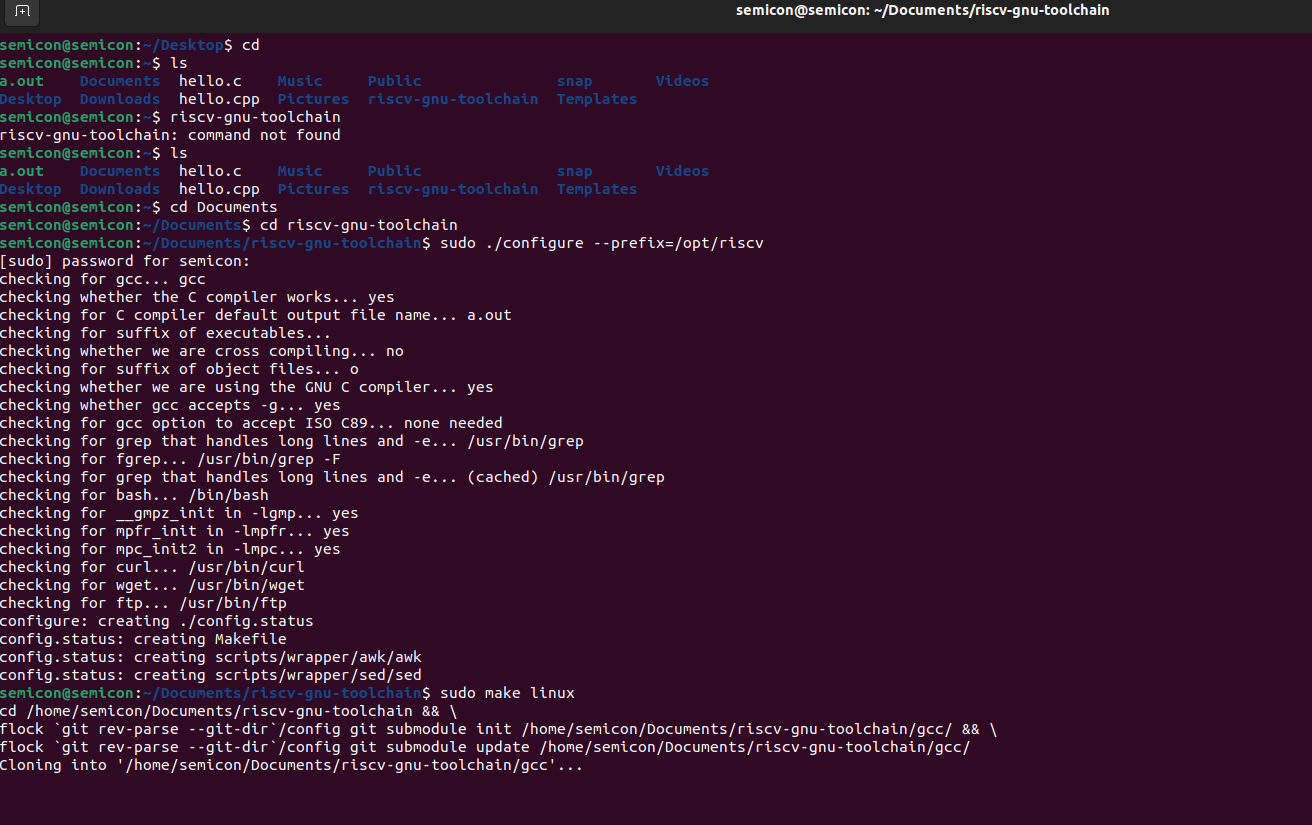 semicon@semicon: ~/Documents/riscv-gnu-toolchain
semicon@semicon:~/Desktop$ cd
semicon@semicon:~$ ls
a.out    Documents  hello.c    Music     Public                snap       Videos
Desktop  Downloads  hello.cpp  Pictures  riscv-gnu-toolchain  Templates
semicon@semicon:~$ riscv-gnu-toolchain
riscv-gnu-toolchain: command not found
semicon@semicon:~$ ls
a.out    Documents  hello.c    Music     Public                snap       Videos
Desktop  Downloads  hello.cpp  Pictures  riscv-gnu-toolchain  Templates
semicon@semicon:~$ cd Documents
semicon@semicon:~/Documents$ cd riscv-gnu-toolchain
semicon@semicon:~/Documents/riscv-gnu-toolchain$ sudo ./configure --prefix=/opt/riscv
[sudo] password for semicon:
checking for gcc... gcc
checking whether the C compiler works... yes
checking for C compiler default output file name... a.out
checking for suffix of executables...
checking whether we are cross compiling... no
checking for suffix of object files... o
checking whether we are using the GNU C compiler... yes
checking whether gcc accepts -g... yes
checking for gcc option to accept ISO C89... none needed
checking for grep that handles long lines and -e... /usr/bin/grep
checking for fgrep... /usr/bin/grep -F
checking for grep that handles long lines and -e... (cached) /usr/bin/grep
checking for bash... /bin/bash
checking for __gmpz_init in -lgmp... yes
checking for mpfr_init in -lmpfr... yes
checking for mpc_init2 in -lmpc... yes
checking for curl... /usr/bin/curl
checking for wget... /usr/bin/wget
checking for ftp... /usr/bin/ftp
configure: creating ./config.status
config.status: creating Makefile
config.status: creating scripts/wrapper/awk/awk
config.status: creating scripts/wrapper/sed/sed
semicon@semicon:~/Documents/riscv-gnu-toolchain$ sudo make linux
cd /home/semicon/Documents/riscv-gnu-toolchain && \
flock `git rev-parse --git-dir`/config git submodule init /home/semicon/Documents/riscv-gnu-toolchain/gcc/ && \
flock `git rev-parse --git-dir`/config git submodule update /home/semicon/Documents/riscv-gnu-toolchain/gcc/
Cloning into '/home/semicon/Documents/riscv-gnu-toolchain/gcc'...